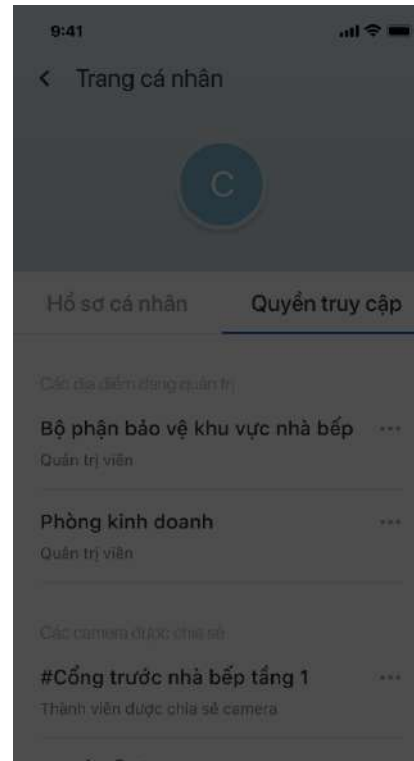 9:41
Trang cá nhân
C
Hồ sơ cá nhân
Quyền truy cập
Các địa điểm đang quản trị
Bộ phận bảo vệ khu vực nhà bếp
Quản trị viên
Phòng kinh doanh
Quản trị viên
Các camera được chia sẻ
#Cổng trước nhà bếp tầng 1
Thành viên được chia sẻ camera